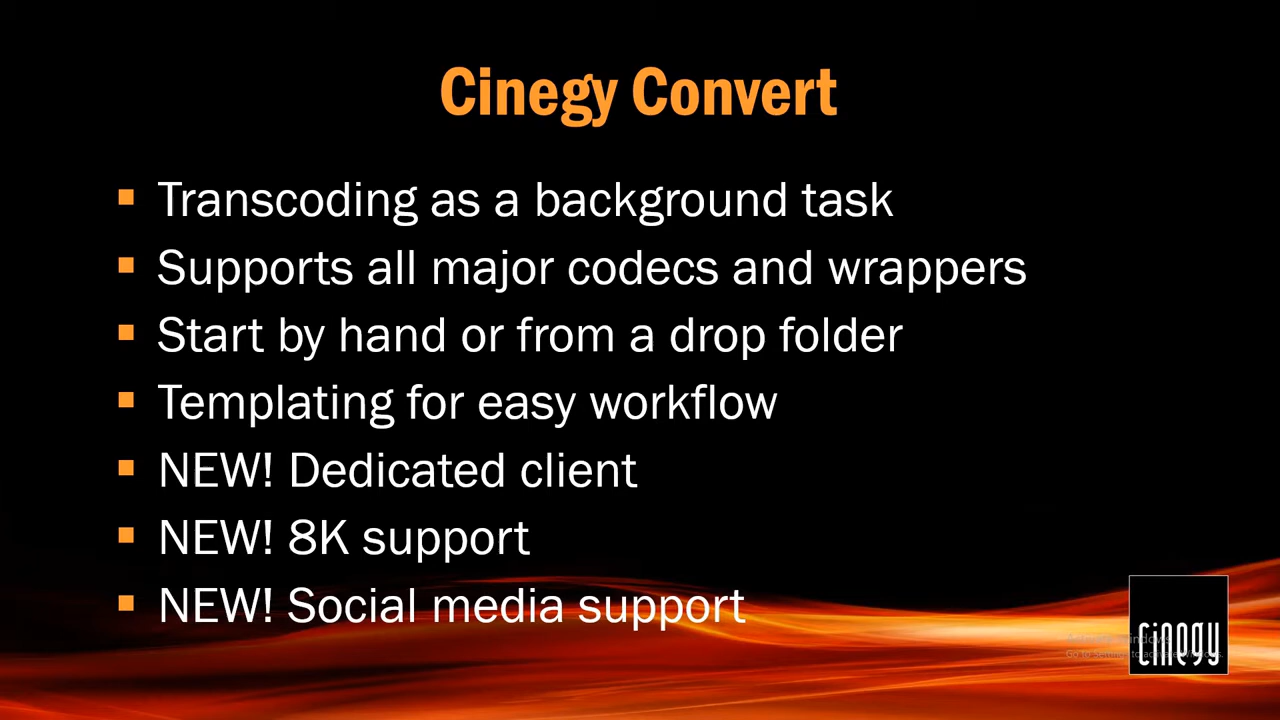 Cinegy Convert
Transcoding as a background task
Supports all major codecs and wrappers
Start by hand or from a drop folder
Templating for easy workflow
NEW! Dedicated client
NEW! 8K support
NEW! Social media support
cinegy